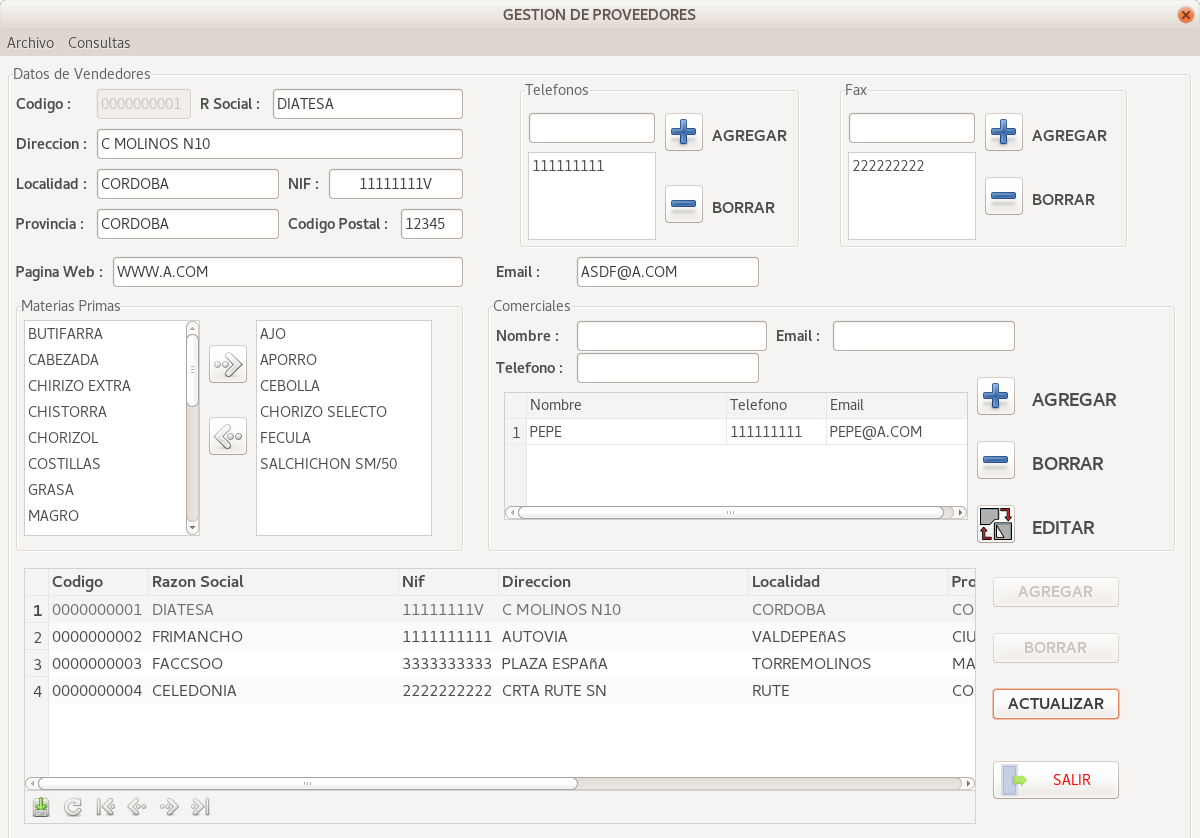 GESTION DE PROVEEDORES
Archivo Consultas
Datos de Vendedores
Codigo : 0000000001 R Social : DIATESA
Direccion : C MOLINOS N10
Localidad : CORDOBA NIF : 11111111V
Provincia : CORDOBA Codigo Postal : 12345
Pagina Web : WWW.A.COM
Telefonos
AGREGAR
111111111
BORRAR
Fax
AGREGAR
222222222
BORRAR
Email : ASDF@A.COM
Materias Primas
BUTIFARRA
CABEZADA
CHIRIZO EXTRA
CHISTORRA
CHORIZOL
COSTILLAS
GRASA
MAGRO
AJO
APORRO
CEBOLLA
CHORIZO SELECTO
FECULA
SALCHICHON SM/50
Comerciales
Nombre : Email :
Telefono :
Nombre Telefono Email
1 PEPE 111111111 PEPE@A.COM
AGREGAR
BORRAR
EDITAR
Codigo Razon Social Nif Direccion Localidad Pro
1 0000000001 DIATESA 11111111V C MOLINOS N10 CORDOBA CO
2 0000000002 FRIMANCHO 1111111111 AUTOVIA VALDEPEñAS CIU
3 0000000003 FACCSOO 3333333333 PLAZA ESPAñA TORREMOLINOS MA
4 0000000004 CELEDONIA 2222222222 CRTA RUTE SN RUTE CO
AGREGAR
BORRAR
ACTUALIZAR
SALIR